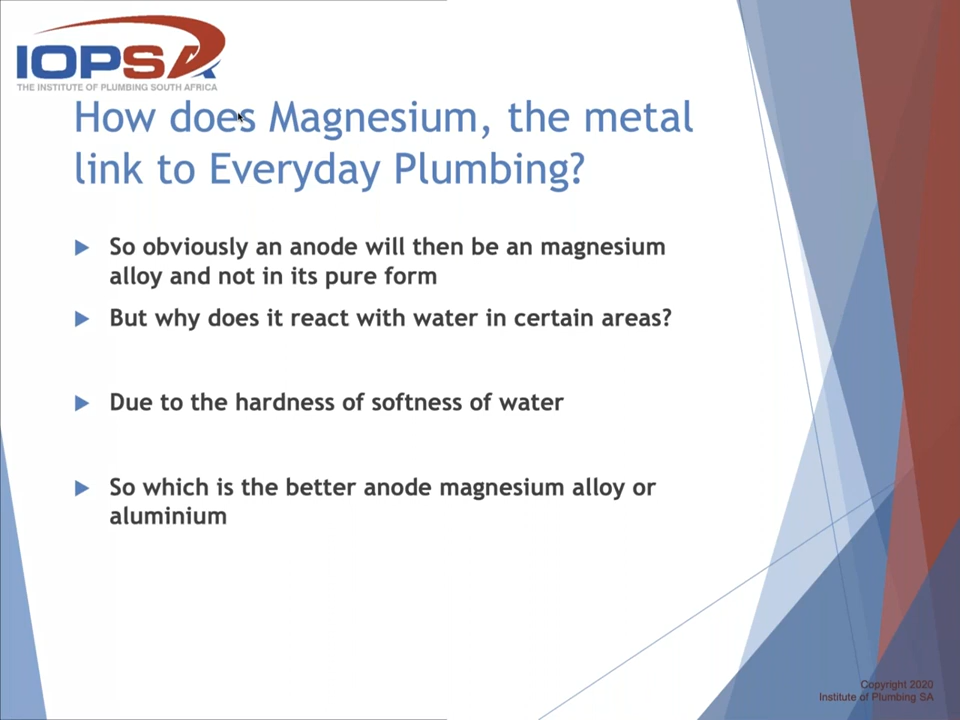 IOPSA
THE INSTITUTE OF PLUMBING SOUTH AFRICA
How does Magnesium, the metal
link to Everyday Plumbing?
So obviously an anode will then be an magnesium
alloy and not in its pure form
But why does it react with water in certain areas?
Due to the hardness of softness of water
So which is the better anode magnesium alloy or
aluminium
Copyright 2020
Institute of Plumbing SA